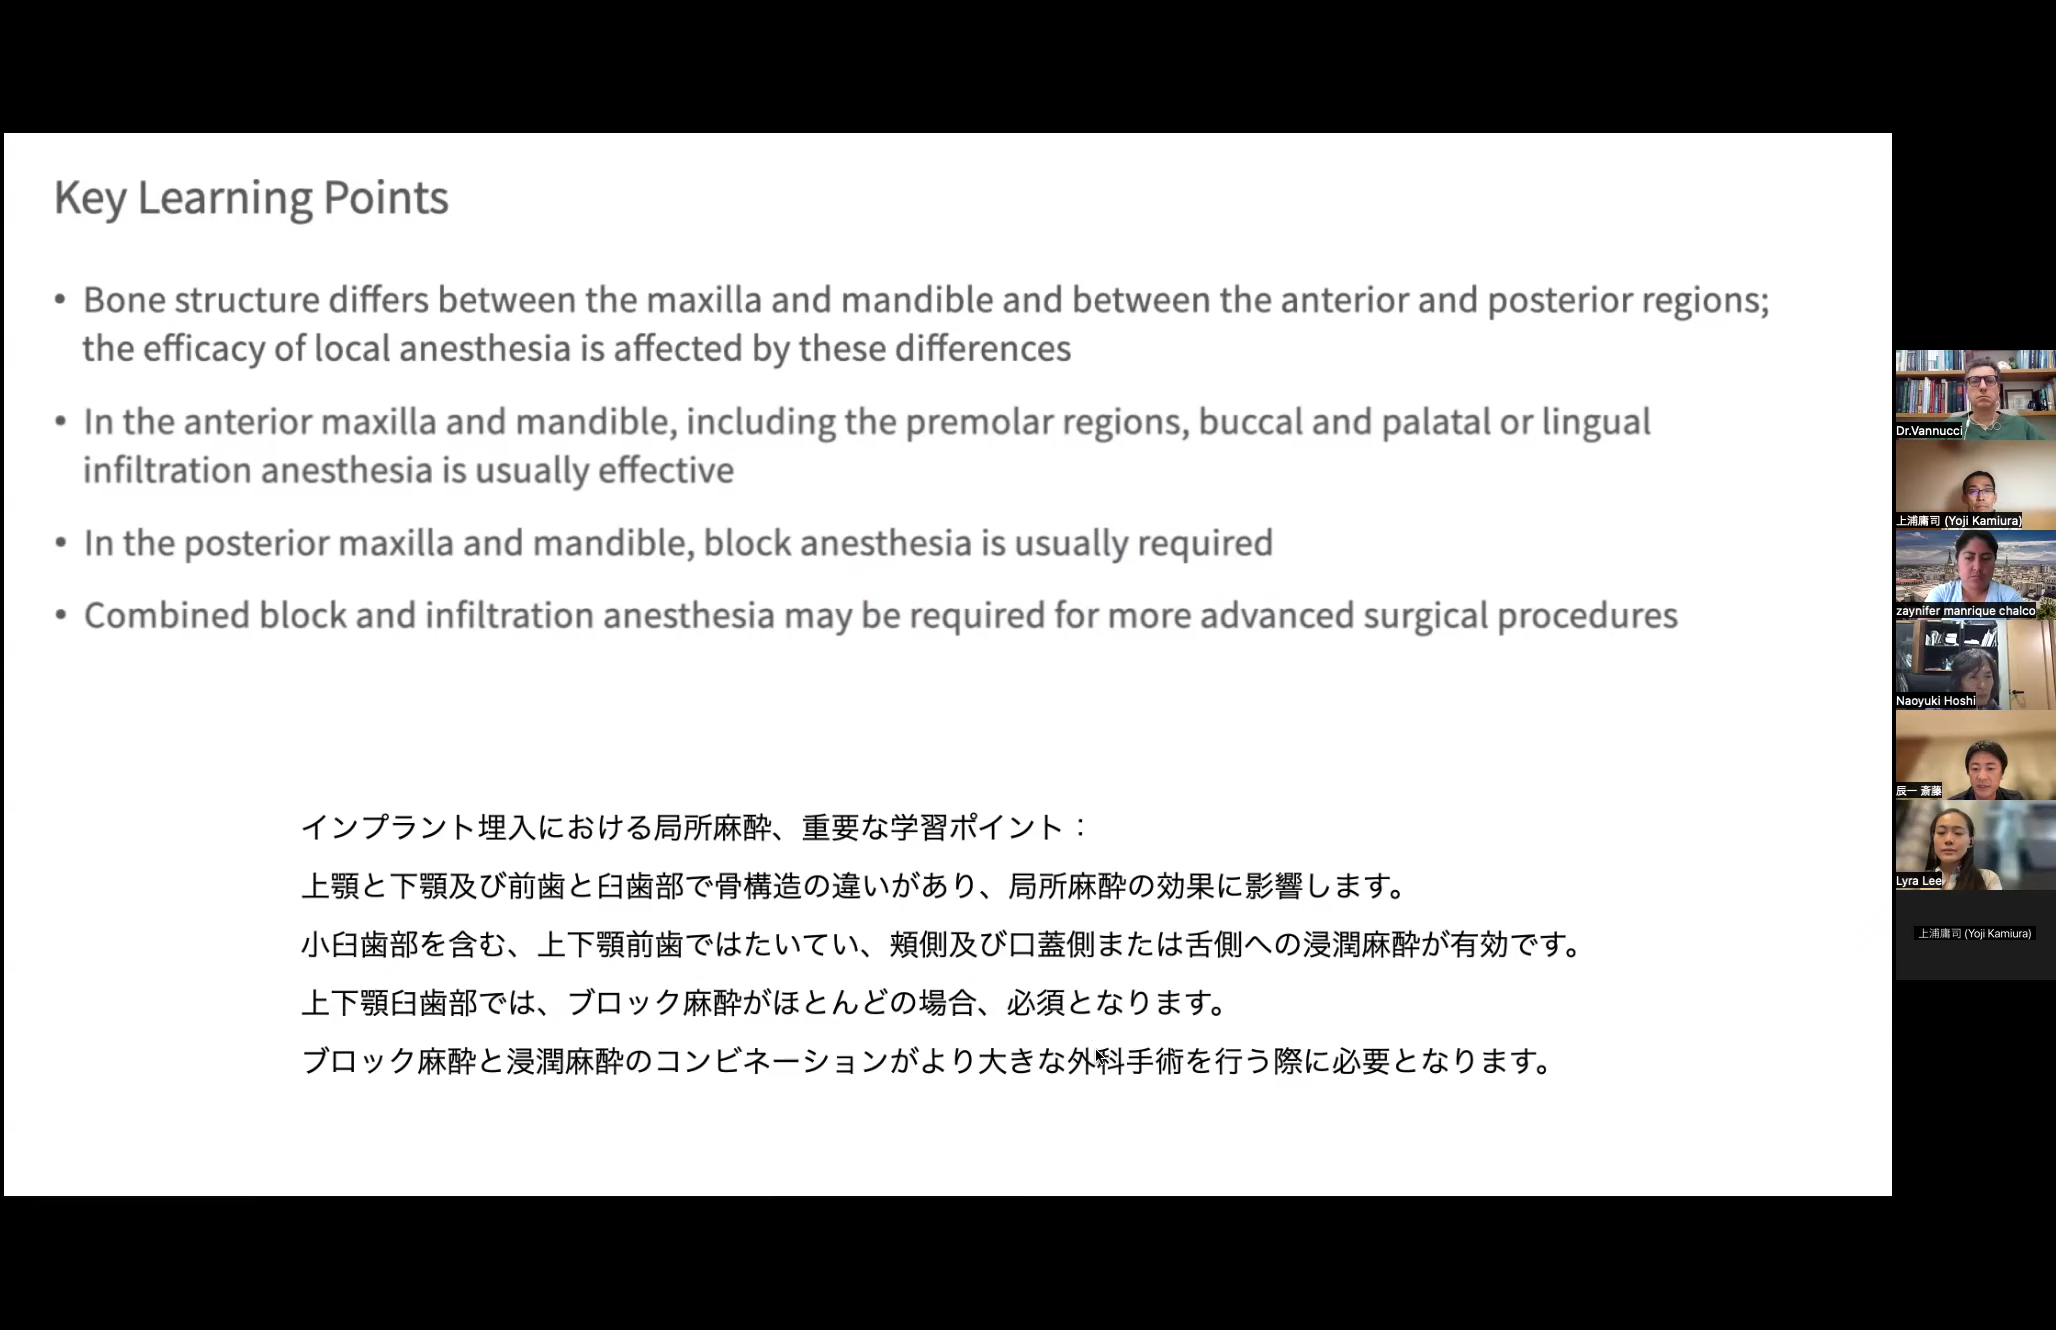 Key Learning Points
• Bone structure differs between the maxilla and mandible and between the anterior and posterior regions;
the efficacy of local anesthesia is affected by these differences
• In the anterior maxilla and mandible, including the premolar regions, buccal and palatal or lingual
infiltration anesthesia is usually effective
• In the posterior maxilla and mandible, block anesthesia is usually required
• Combined block and infiltration anesthesia may be required for more advanced surgical procedures
インプラント埋入における局所麻酔、重要な学習ポイント：
上顎と下顎及び前歯と臼歯部で骨構造の違いがあり、局所麻酔の効果に影響します。
小臼歯部を含む、上下顎前歯ではたいてい、頬側及び口蓋側または舌側への浸潤麻酔が有効です。
上下顎臼歯部では、ブロック麻酔がほとんどの場合、必須となります。
ブロック麻酔と浸潤麻酔のコンビネーションがより大きな外科手術を行う際に必要となります。
Dr.Vannucci
上浦庸司 (Yoji Kamiura)
zaynifer manrique chalco
Naoyuki Hoshi
辰一 斎藤
Lyra Lee
上浦庸司 (Yoji Kamiura)